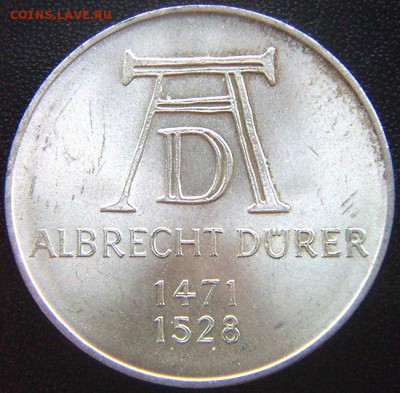 COINS.LAVE.RU
AD
ALBRECHT DÜRER
1471
1528